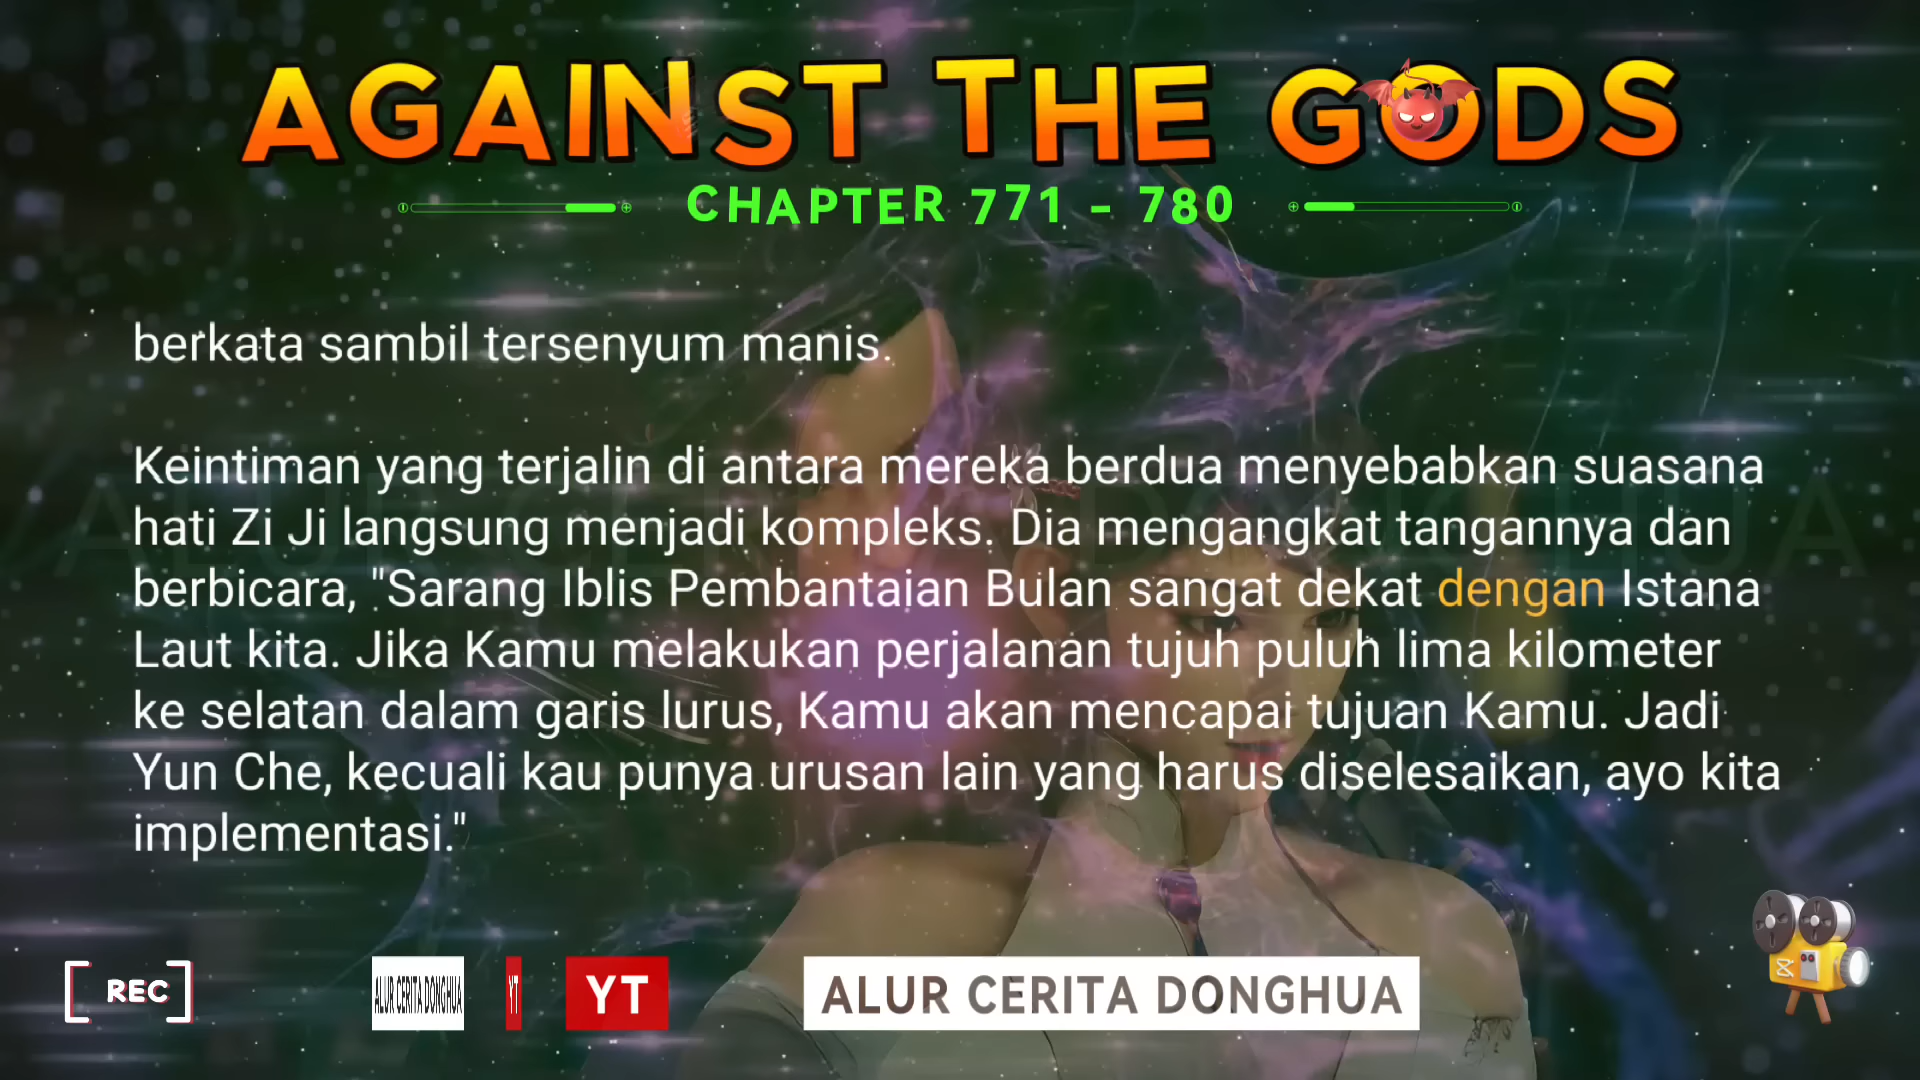 AGAINST THE GODS
CHAPTER 771 - 780
berkata sambil tersenyum manis.
Keintiman yang terjalin di antara mereka berdua menyebabkan suasana
hati Zi Ji langsung menjadi kompleks. Dia mengangkat tangannya dan
berbicara, "Sarang Iblis Pembantaian Bulan sangat dekat dengan Istana
Laut kita. Jika Kamu melakukan perjalanan tujuh puluh lima kilometer
ke selatan dalam garis lurus, Kamu akan mencapai tujuan Kamu. Jadi
Yun Che, kecuali kau punya urusan lain yang harus diselesaikan, ayo kita
implementasi."
ALUR CERITA DONGHUA
REC
ALUR CERITA DONGHUA
YT
YT
ALUR CERITA DONGHUA